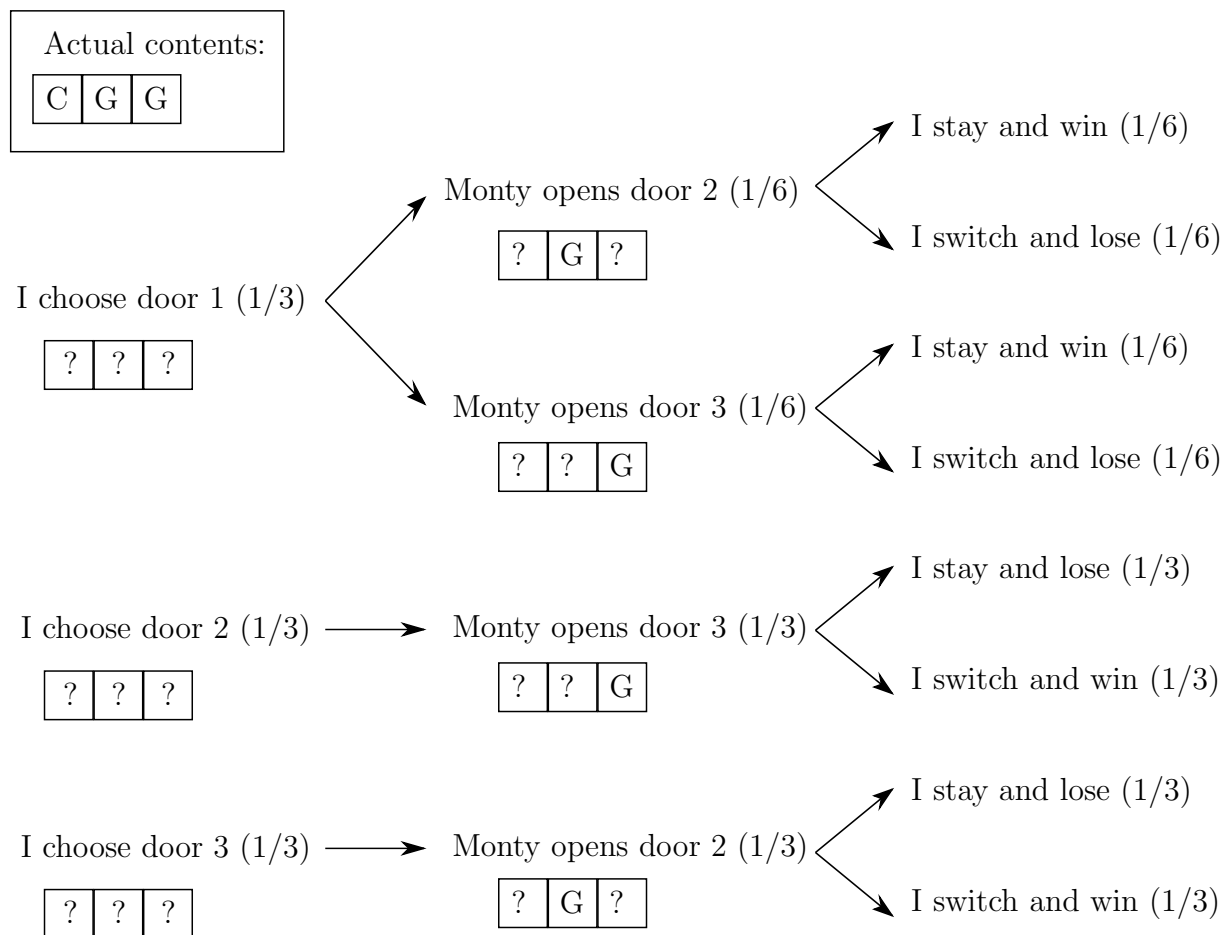 Actual contents:
C G G
I stay and win (1/6)
Monty opens door 2 (1/6)
? G ?
I switch and lose (1/6)
I choose door 1 (1/3)
? ? ?
I stay and win (1/6)
Monty opens door 3 (1/6)
? ? G
I switch and lose (1/6)
I stay and lose (1/3)
I choose door 2 (1/3)
Monty opens door 3 (1/3)
? ? ?
? ? G
I switch and win (1/3)
I stay and lose (1/3)
I choose door 3 (1/3)
Monty opens door 2 (1/3)
? ? ?
? G ?
I switch and win (1/3)